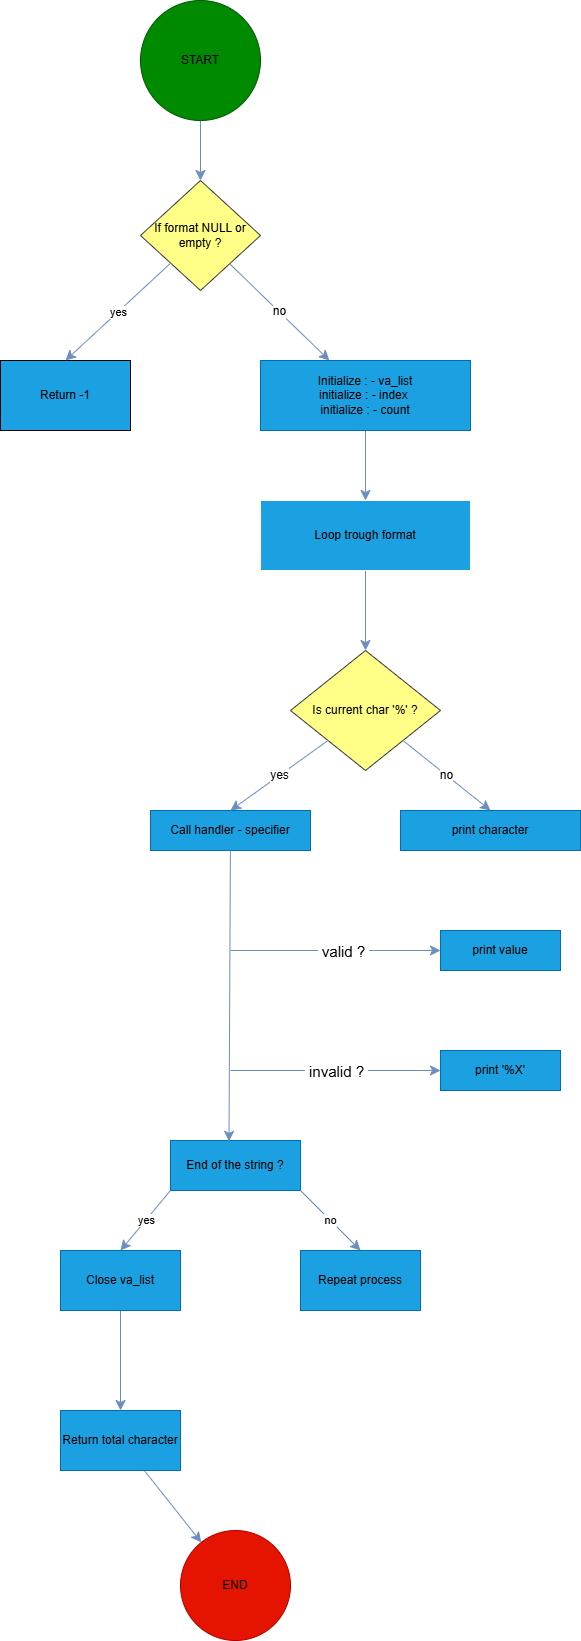 START
If format NULL or
empty ?
yes
no
Return -1
Initialize : - va_list
initialize : - index
initialize : - count
Loop trough format
Is current char '%' ?
yes
no
Call handler - specifier
print character
valid ?
print value
invalid ?
print '%X'
End of the string ?
yes
no
Close va_list
Repeat process
Return total character
END